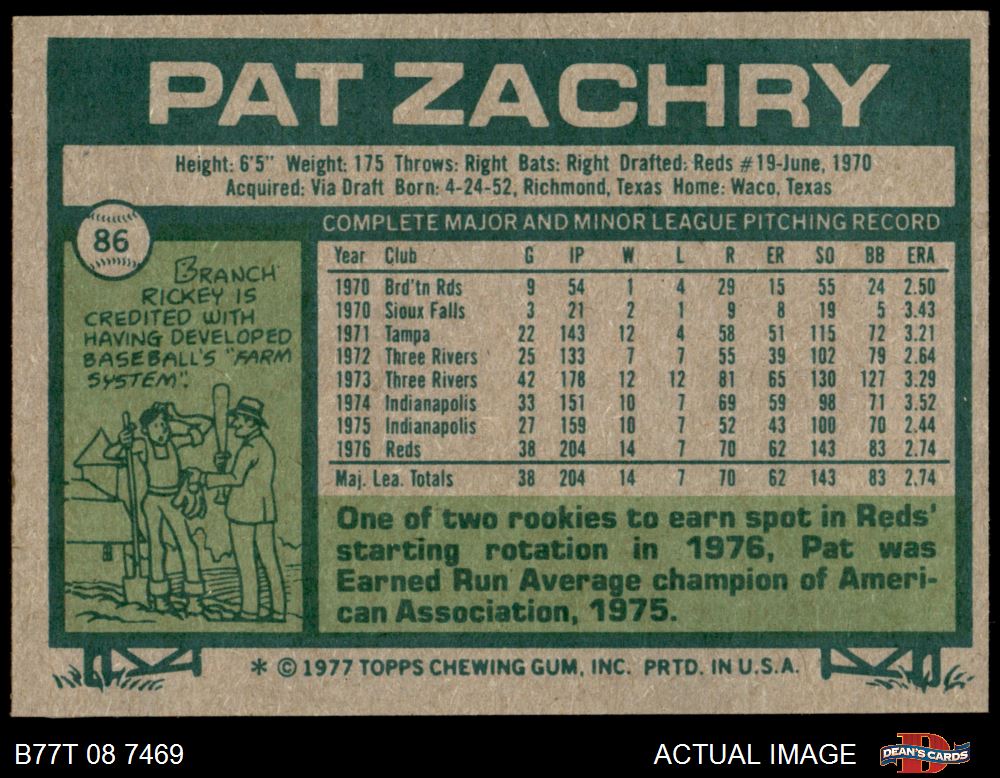 PAT ZACHRY
Height: 6'5" Weight: 175 Throws: Right Bats: Right Drafted: Reds #19-June, 1970
Acquired: Via Draft Born: 4-24-52, Richmond, Texas Home: Waco, Texas
86
BRANCH
RICKEY IS
CREDITED WITH
HAVING DEVELOPED
BASEBALL'S "FARM
SYSTEM".
COMPLETE MAJOR AND MINOR LEAGUE PITCHING RECORD
Year Club G IP W L R ER SO BB ERA
1970 Brd'tn Rds 9 54 1 4 29 15 55 24 2.50
1970 Sioux Falls 3 21 2 1 9 8 19 5 3.43
1971 Tampa 22 143 12 4 58 51 115 72 3.21
1972 Three Rivers 25 133 7 7 55 39 102 79 2.64
1973 Three Rivers 42 178 12 12 81 65 130 127 3.29
1974 Indianapolis 33 151 10 7 69 59 98 71 3.52
1975 Indianapolis 27 159 10 7 52 43 100 70 2.44
1976 Reds 38 204 14 7 70 62 143 83 2.74
Maj. Lea. Totals 38 204 14 7 70 62 143 83 2.74
One of two rookies to earn spot in Reds'
starting rotation in 1976, Pat was
Earned Run Average champion of Ameri-
can Association, 1975.
* © 1977 TOPPS CHEWING GUM, INC. PRTD. IN U.S.A.
B77T 08 7469
ACTUAL IMAGE
D
DEAN'S CARDS